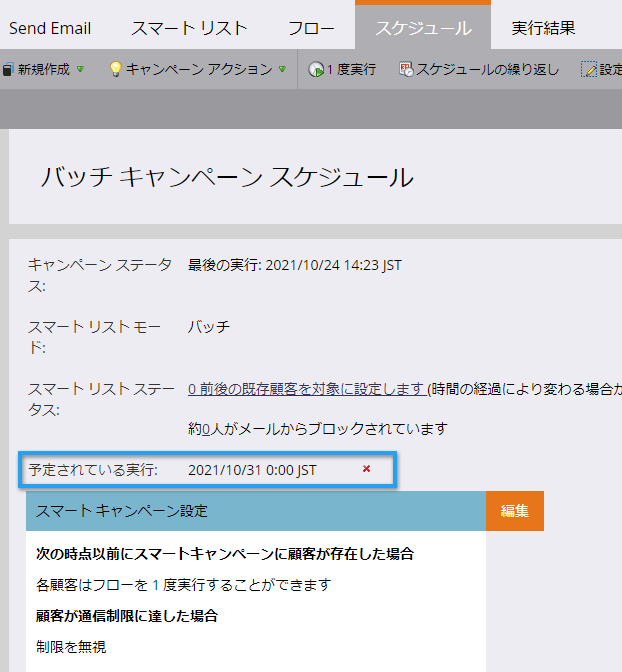 Send Email スマート リスト フロー スケジュール 実行結果
新規作成 キャンペーン アクション 1 度実行 スケジュールの繰り返し 設定
バッチ キャンペーン スケジュール
キャンペーン ステータ 最後の実行: 2021/10/24 14:23 JST
ス:
スマート リスト モー バッチ
ド:
スマート リスト ステー 0 前後の既存顧客を対象に設定します (時間の経過により変わる場合か
タス:
約0人がメールからブロックされています
予定されている実行: 2021/10/31 0:00 JST
スマート キャンペーン設定 編集
次の時点以前にスマートキャンペーンに顧客が存在した場合
各顧客はフローを 1 度実行することができます
顧客が通信制限に達した場合
制限を無視